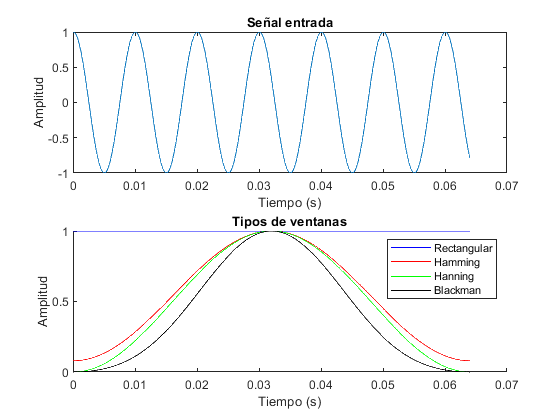 Señal entrada
1
0.5
0
-0.5
-1
Amplitud
0 0.01 0.02 0.03 0.04 0.05 0.06 0.07
Tiempo (s)
Tipos de ventanas
1
0.5
0
Amplitud
Rectangular
Hamming
Hanning
Blackman
0 0.01 0.02 0.03 0.04 0.05 0.06 0.07
Tiempo (s)